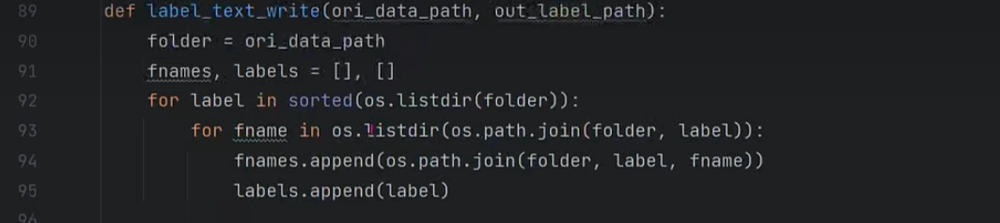 89 def label_text_write(ori_data_path, out_label_path):
90 folder = ori_data_path
91 fnames, labels = [], []
92 for label in sorted(os.listdir(folder)):
93 for fname in os.listdir(os.path.join(folder, label)):
94 fnames.append(os.path.join(folder, label, fname))
95 labels.append(label)
96